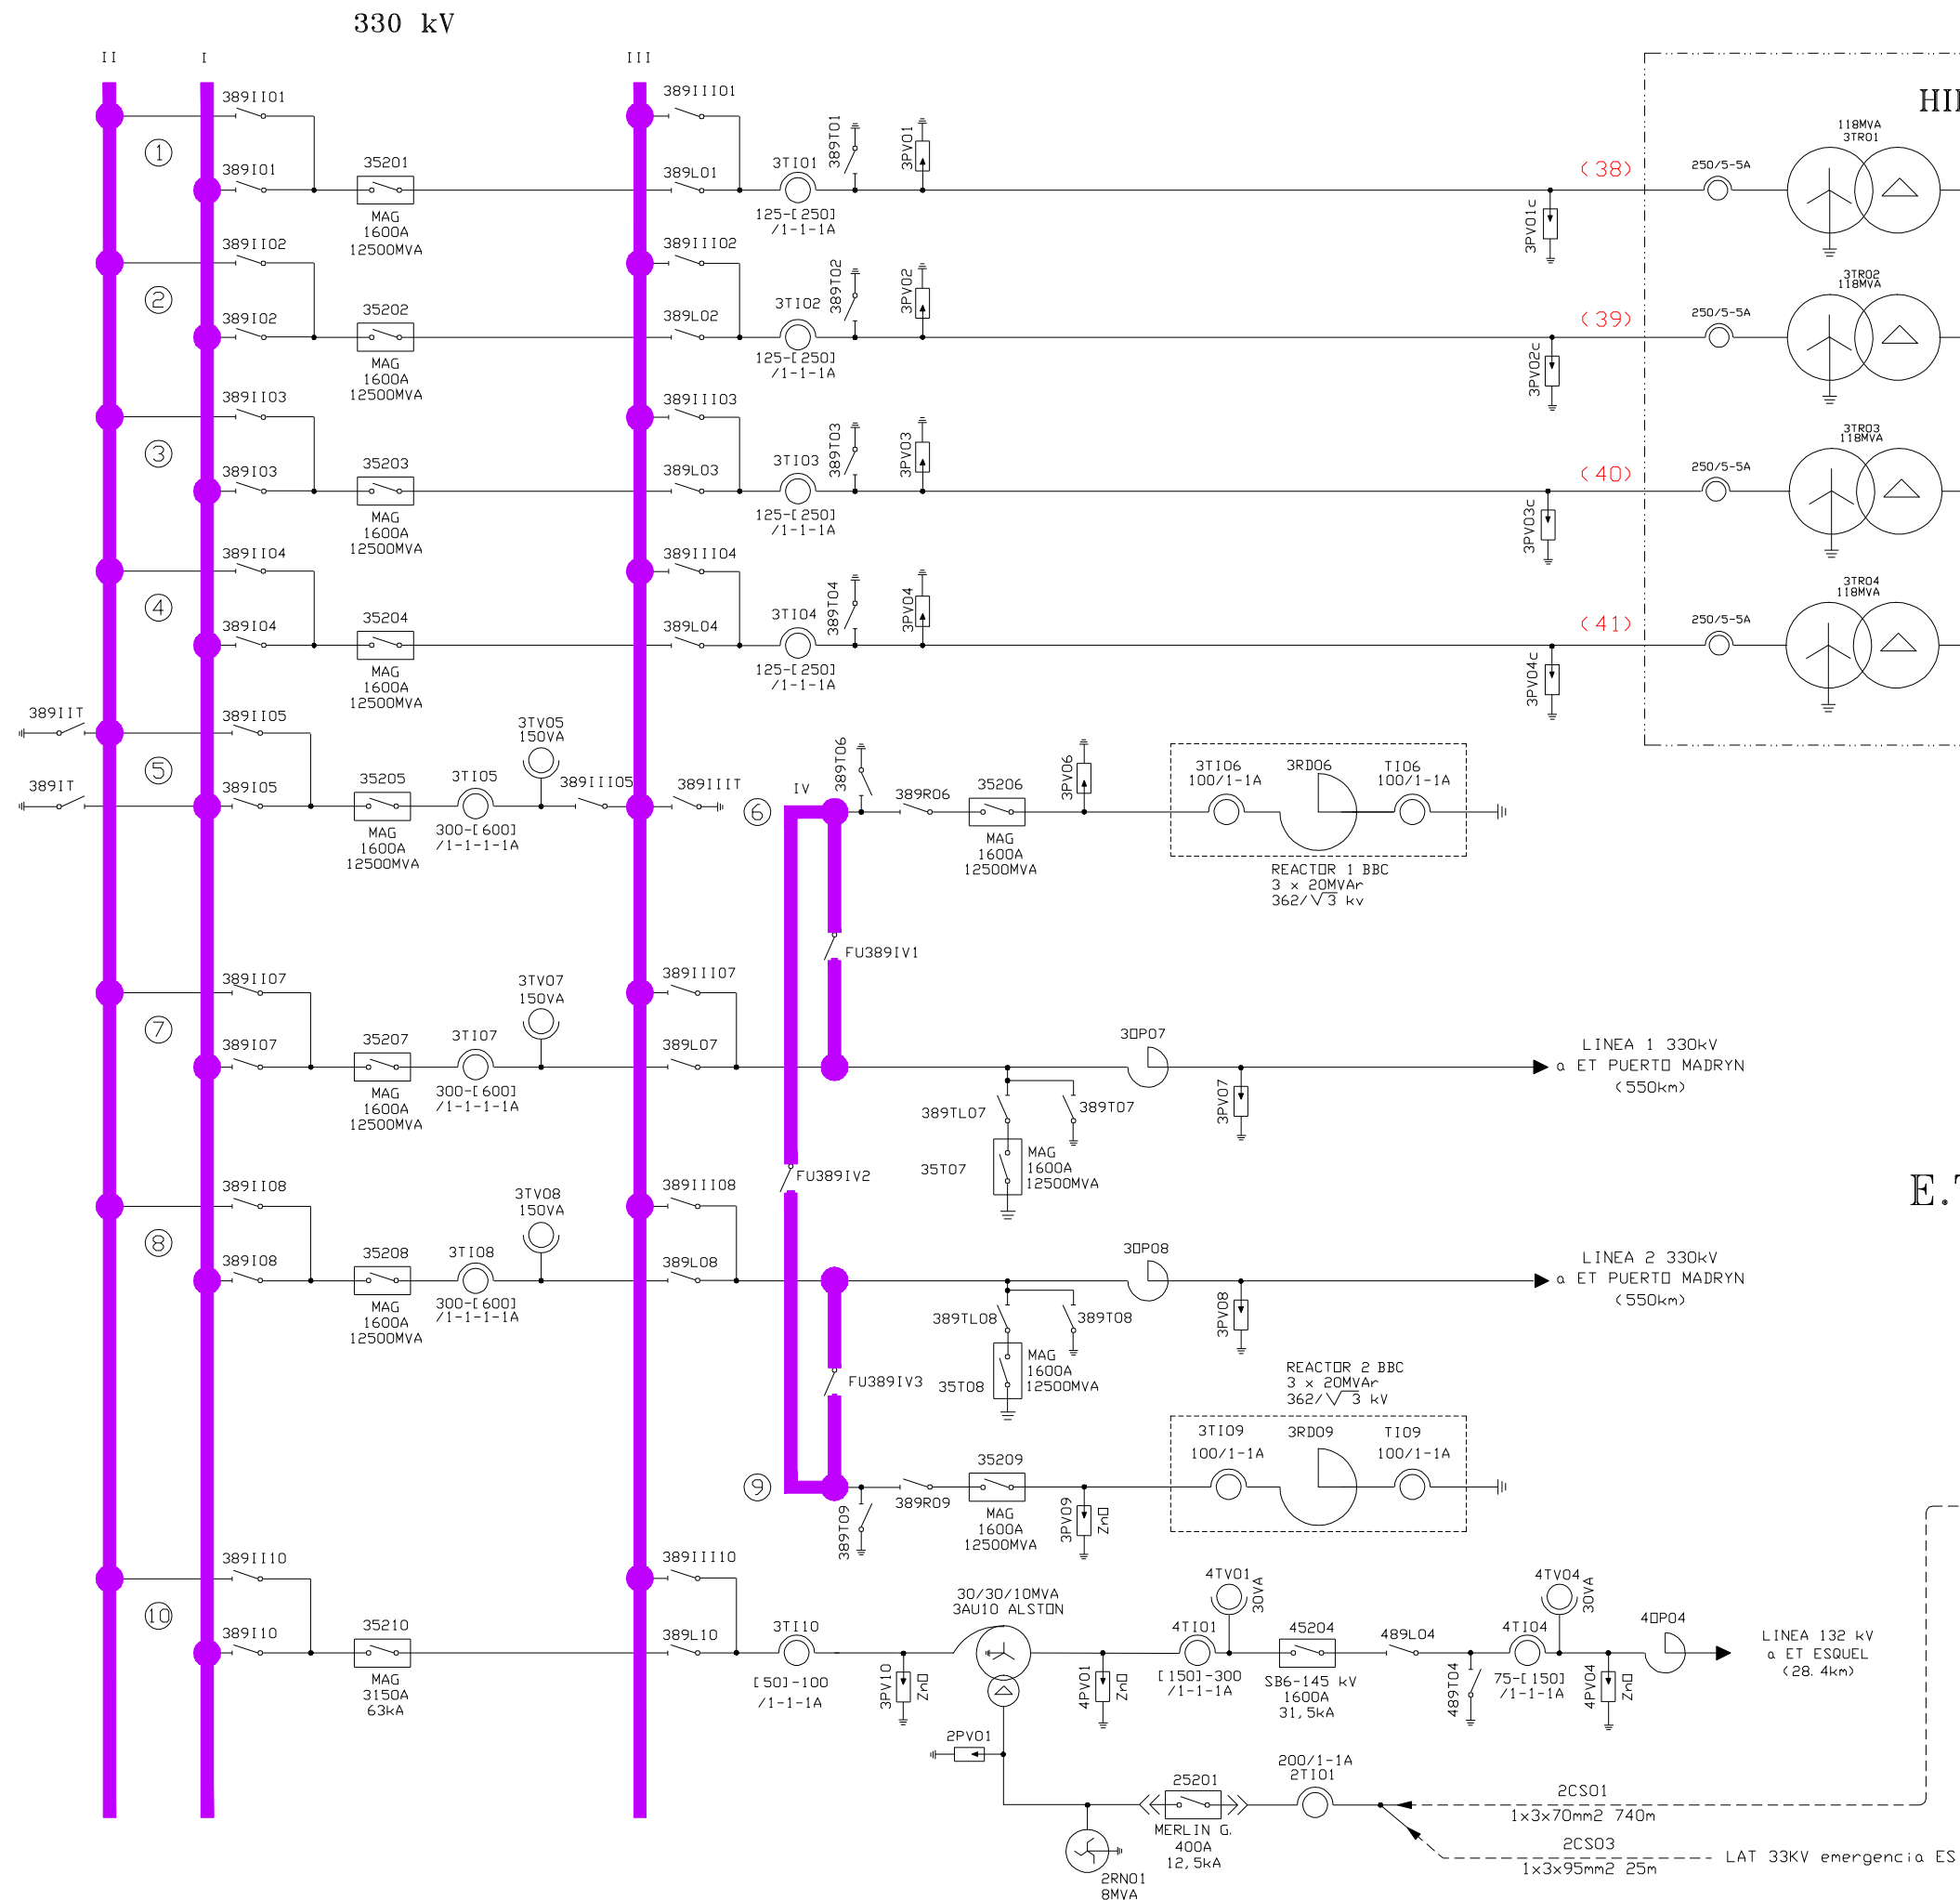 330 kV
II
I
III
389II01
389III01
1
389I01
35201
MAG
1600A
12500MVA
389L01
3TI01
125-[250]
/1-1-1A
389T01
3PV01
3PV01c
(38)
250/5-5A
118MVA
3TR01
389II02
389III02
2
389I02
35202
MAG
1600A
12500MVA
389L02
3TI02
125-[250]
/1-1-1A
389T02
3PV02
3PV02c
(39)
250/5-5A
3TR02
118MVA
389II03
389III03
3
389I03
35203
MAG
1600A
12500MVA
389L03
3TI03
125-[250]
/1-1-1A
389T03
3PV03
3PV03c
(40)
250/5-5A
3TR03
118MVA
389II04
389III04
4
389I04
35204
MAG
1600A
12500MVA
389L04
3TI04
125-[250]
/1-1-1A
389T04
3PV04
3PV04c
(41)
250/5-5A
3TR04
118MVA
389IIT
389II05
5
389IT
389I05
35205
MAG
1600A
12500MVA
3TI05
300-[600]
/1-1-1-1A
3TV05
150VA
389III05
389IIIT
6
IV
389T06
389R06
35206
MAG
1600A
12500MVA
3PV06
3TI06
100/1-1A
3RD06
TI06
100/1-1A
REACTOR 1 BBC
3 x 20MVAr
362/√3 kv
FU389IV1
389II07
389III07
7
389I07
35207
MAG
1600A
12500MVA
3TI07
300-[600]
/1-1-1-1A
3TV07
150VA
389L07
389TL07
389T07
35T07
MAG
1600A
12500MVA
3OP07
3PV07
LINEA 1 330kV
a ET PUERTO MADRYN
(550km)
FU389IV2
389II08
389III08
8
389I08
35208
MAG
1600A
12500MVA
3TI08
300-[600]
/1-1-1-1A
3TV08
150VA
389L08
389TL08
389T08
35T08
MAG
1600A
12500MVA
3OP08
3PV08
LINEA 2 330kV
a ET PUERTO MADRYN
(550km)
FU389IV3
9
389T09
389R09
35209
MAG
1600A
12500MVA
3PV09
ZnO
REACTOR 2 BBC
3 x 20MVAr
362/√3 kV
3TI09
100/1-1A
3RD09
TI09
100/1-1A
389II10
389III10
10
389I10
35210
MAG
3150A
63kA
389L10
3TI10
[50]-100
/1-1-1A
3PV10
ZnO
30/30/10MVA
3AU10 ALSTON
4PV01
ZnO
4TI01
[150]-300
/1-1-1A
4TV01
30VA
45204
SB6-145 kV
1600A
31,5kA
489L04
489T04
4TI04
75-[150]
/1-1-1A
4TV04
30VA
4PV04
ZnO
4OP04
LINEA 132 kV
a ET ESQUEL
(28.4km)
2PV01
2RN01
8MVA
25201
MERLIN G.
400A
12,5kA
200/1-1A
2TI01
2CS01
1x3x70mm2 740m
2CS03
1x3x95mm2 25m
LAT 33KV emergencia ES